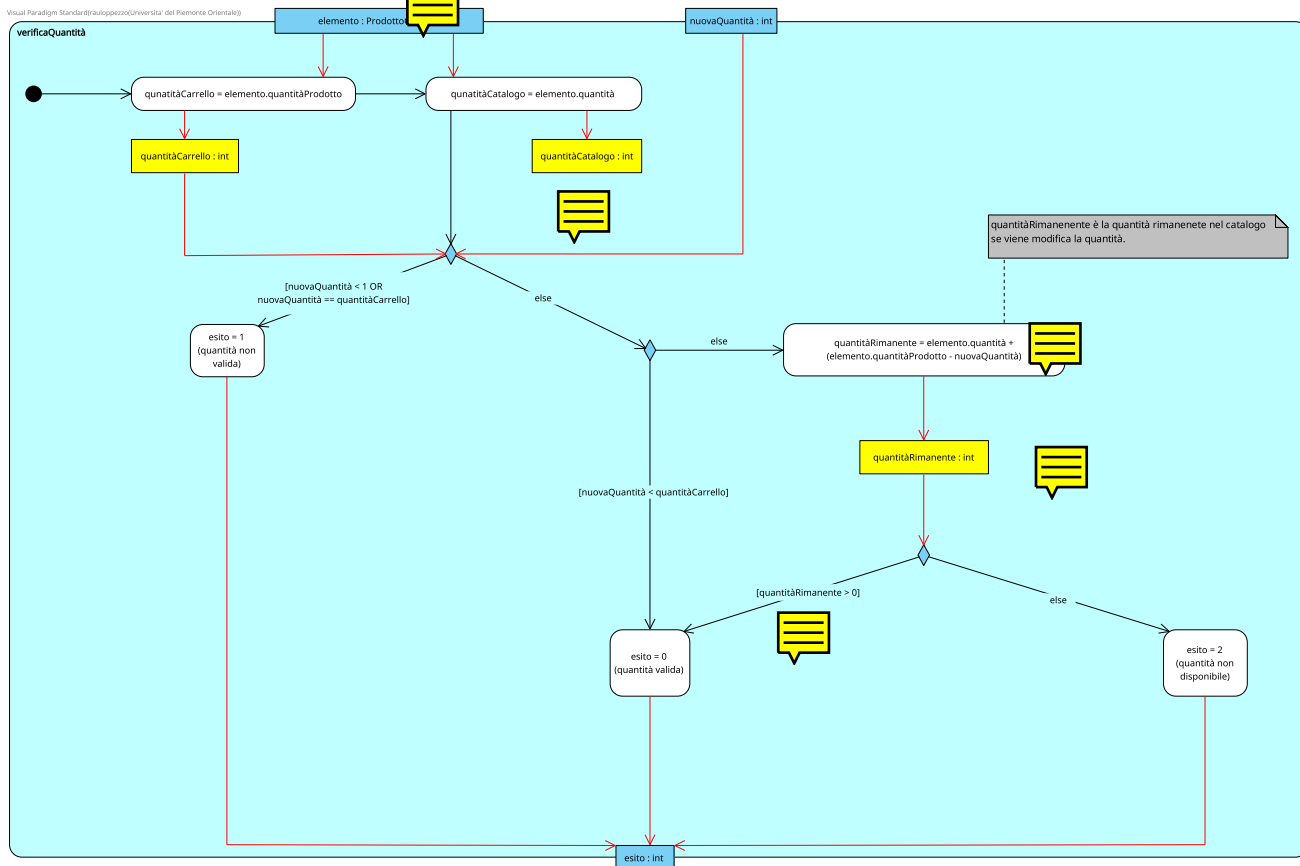 Visual Paradigm Standard(rauloppezzo(Universita' del Piemonte Orientale))
elemento : Prodotto
nuovaQuantità : int
verificaQuantità
qunatitàCarrello = elemento.quantitàProdotto
qunatitàCatalogo = elemento.quantità
quantitàCarrello : int
quantitàCatalogo : int
quantitàRimanenente è la quantità rimanenete nel catalogo
se viene modifica la quantità.
[nuovaQuantità < 1 OR
nuovaQuantità == quantitàCarrello]
else
esito = 1
(quantità non
valida)
else
quantitàRimanente = elemento.quantità +
(elemento.quantitàProdotto - nuovaQuantità)
quantitàRimanente : int
[nuovaQuantità < quantitàCarrello]
[quantitàRimanente > 0]
else
esito = 0
(quantità valida)
esito = 2
(quantità non
disponibile)
esito : int